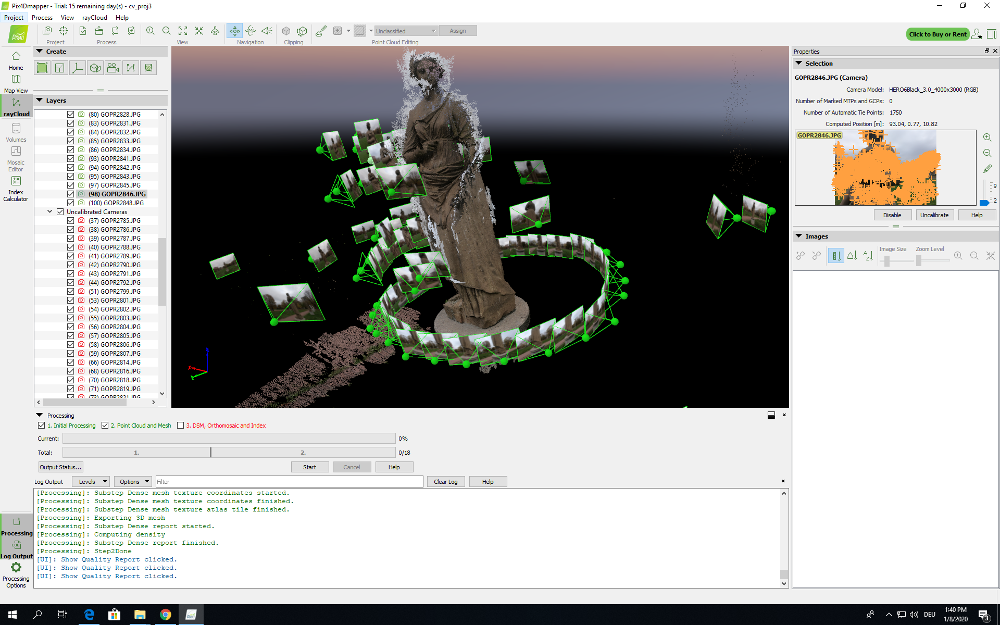 Pix4Dmapper - Trial: 15 remaining day(s) - cv_proj3
Project Process View rayCloud Help
Project Process View Navigation Clipping Point Cloud Editing
Unclassified Assign
Click to Buy or Rent
PIX4D
Home
Map View
rayCloud
Volumes
Mosaic
Editor
Index
Calculator
Create
Layers
(80) GOPR2828.JPG
(83) GOPR2831.JPG
(84) GOPR2832.JPG
(85) GOPR2833.JPG
(86) GOPR2834.JPG
(93) GOPR2841.JPG
(94) GOPR2842.JPG
(95) GOPR2843.JPG
(97) GOPR2845.JPG
(98) GOPR2846.JPG
(100) GOPR2848.JPG
Uncalibrated Cameras
(37) GOPR2785.JPG
(38) GOPR2786.JPG
(39) GOPR2787.JPG
(40) GOPR2788.JPG
(41) GOPR2789.JPG
(42) GOPR2790.JPG
(43) GOPR2791.JPG
(44) GOPR2792.JPG
(51) GOPR2799.JPG
(53) GOPR2801.JPG
(54) GOPR2802.JPG
(55) GOPR2803.JPG
(56) GOPR2804.JPG
(57) GOPR2805.JPG
(58) GOPR2806.JPG
(59) GOPR2807.JPG
(66) GOPR2814.JPG
(68) GOPR2816.JPG
(70) GOPR2818.JPG
(71) GOPR2819.JPG
(73) GOPR2821.JPG
Properties
Selection
GOPR2846.JPG (Camera)
Camera Model: HERO6Black_3.0_4000x3000 (RGB)
Number of Marked MTPs and GCPs: 0
Number of Automatic Tie Points: 1750
Computed Position [m]: 93.04, 0.77, 10.82
GOPR2846.JPG
9
2
Disable Uncalibrate Help
Images
Image Size Zoom Level
Processing
1. Initial Processing 2. Point Cloud and Mesh 3. DSM, Orthomosaic and Index
Current: 0%
Total: 1. 2. 0/18
Output Status... Start Cancel Help
Log Output Levels Options Filter Clear Log Help
[Processing]: Substep Dense mesh texture coordinates started.
[Processing]: Substep Dense mesh texture coordinates finished.
[Processing]: Substep Dense mesh texture atlas tile finished.
[Processing]: Exporting 3D mesh
[Processing]: Substep Dense report started.
[Processing]: Computing density
[Processing]: Substep Dense report finished.
[Processing]: Step2Done
[UI]: Show Quality Report clicked.
[UI]: Show Quality Report clicked.
[UI]: Show Quality Report clicked.
Processing
LOG
Log Output
Processing
Options
DEU
1:40 PM
1/8/2020
3